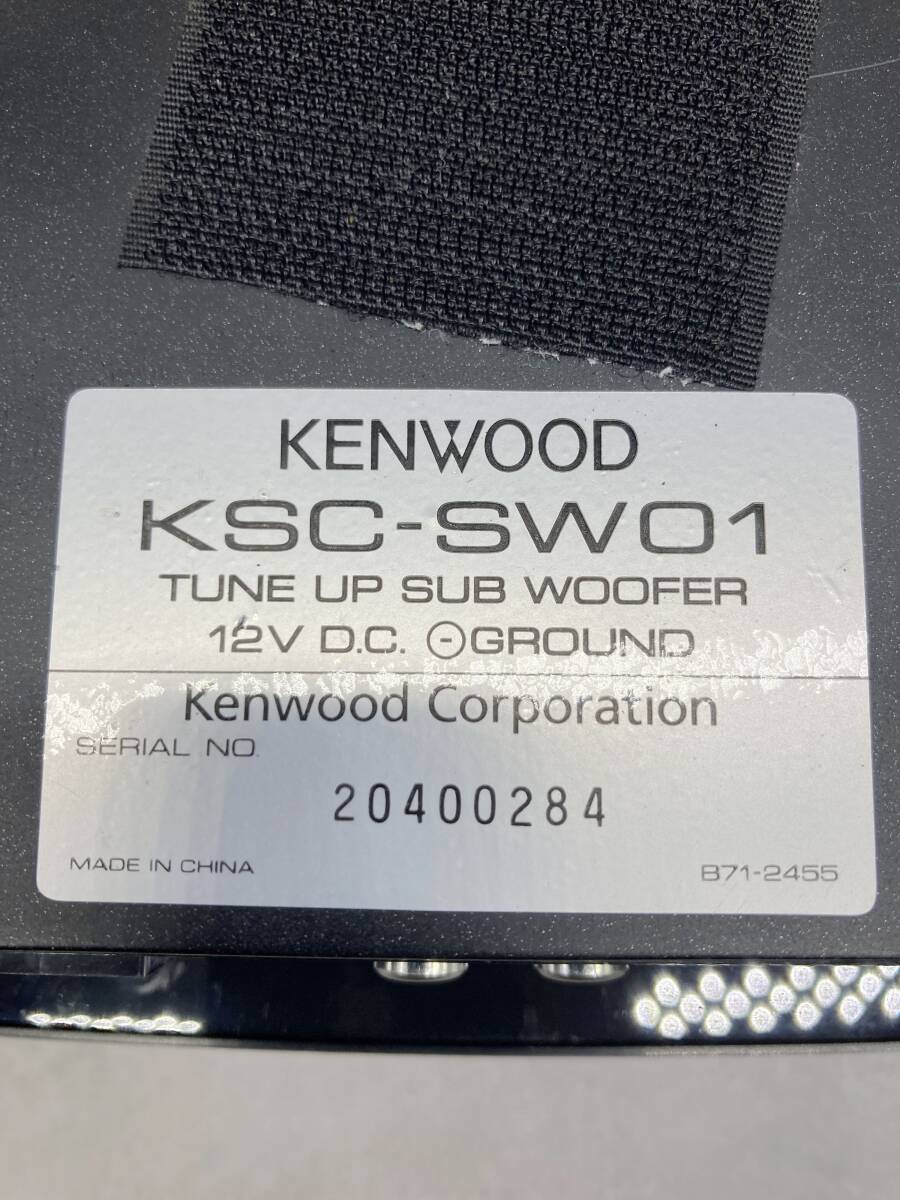 KENWOOD
KSC-SW01
TUNE UP SUB WOOFER
12V D.C. ⊖GROUND
Kenwood Corporation
SERIAL NO.
20400284
MADE IN CHINA
B71-2455